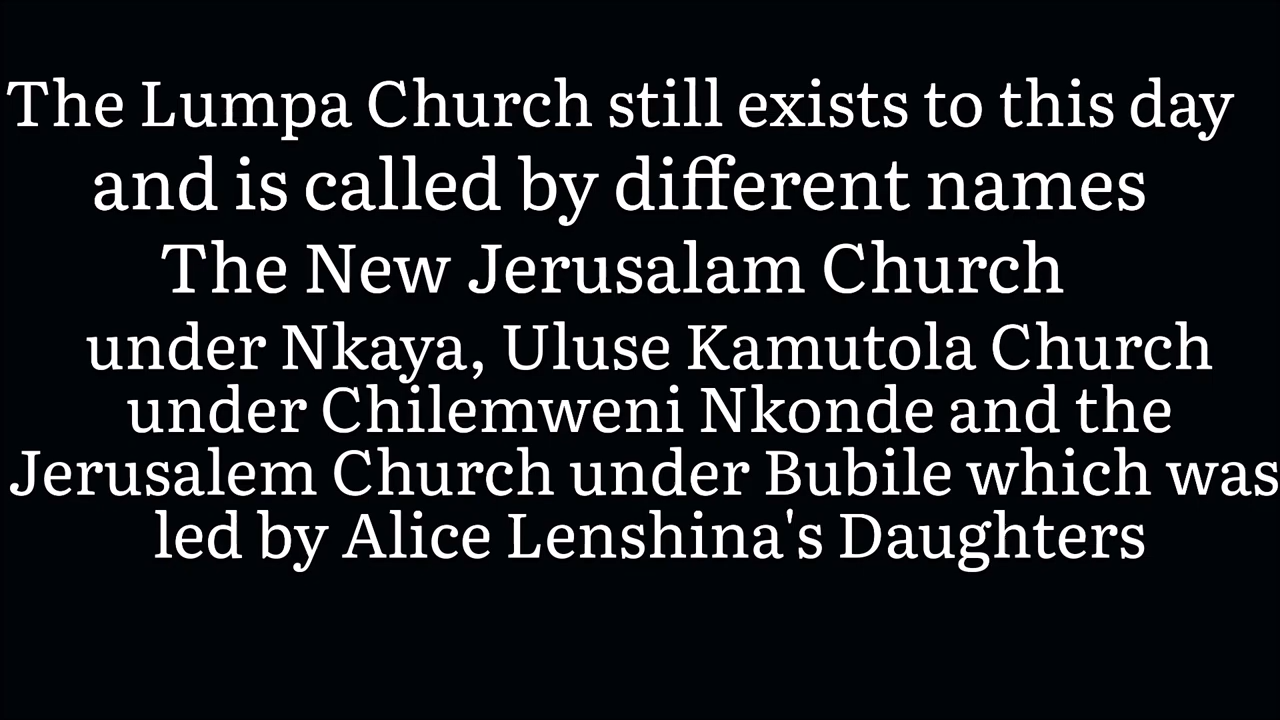 The Lumpa Church still exists to this day
and is called by different names
The New Jerusalam Church
under Nkaya, Uluse Kamutola Church
under Chilemweni Nkonde and the
Jerusalem Church under Bubile which was
led by Alice Lenshina's Daughters